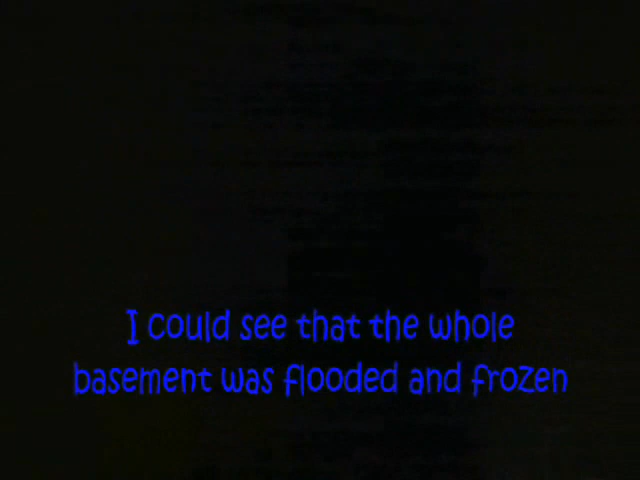 I could see that the whole
basement was flooded and frozen